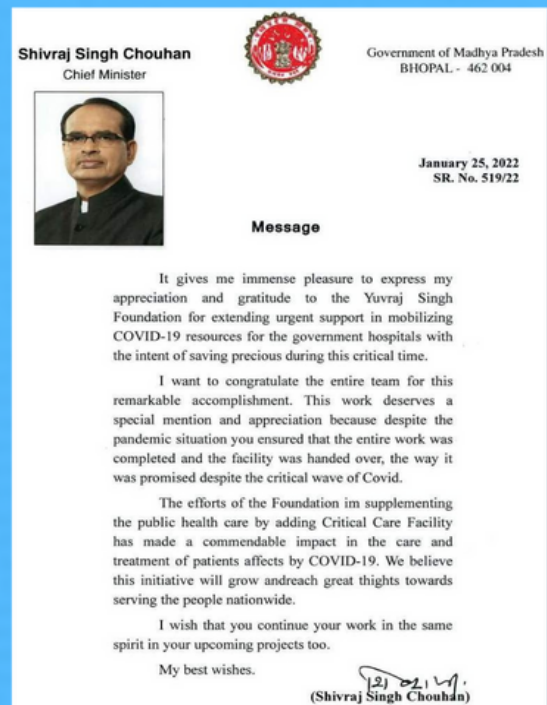 Shivraj Singh Chouhan
Chief Minister
Government of Madhya Pradesh
BHOPAL - 462 004
January 25, 2022
SR. No. 519/22
Message
It gives me immense pleasure to express my
appreciation and gratitude to the Yuvraj Singh
Foundation for extending urgent support in mobilizing
COVID-19 resources for the government hospitals with
the intent of saving precious during this critical time.
I want to congratulate the entire team for this
remarkable accomplishment. This work deserves a
special mention and appreciation because despite the
pandemic situation you ensured that the entire work was
completed and the facility was handed over, the way it
was promised despite the critical wave of Covid.
The efforts of the Foundation im supplementing
the public health care by adding Critical Care Facility
has made a commendable impact in the care and
treatment of patients affects by COVID-19. We believe
this initiative will grow andreach great thights towards
serving the people nationwide.
I wish that you continue your work in the same
spirit in your upcoming projects too.
My best wishes.
(Shivraj Singh Chouhan)